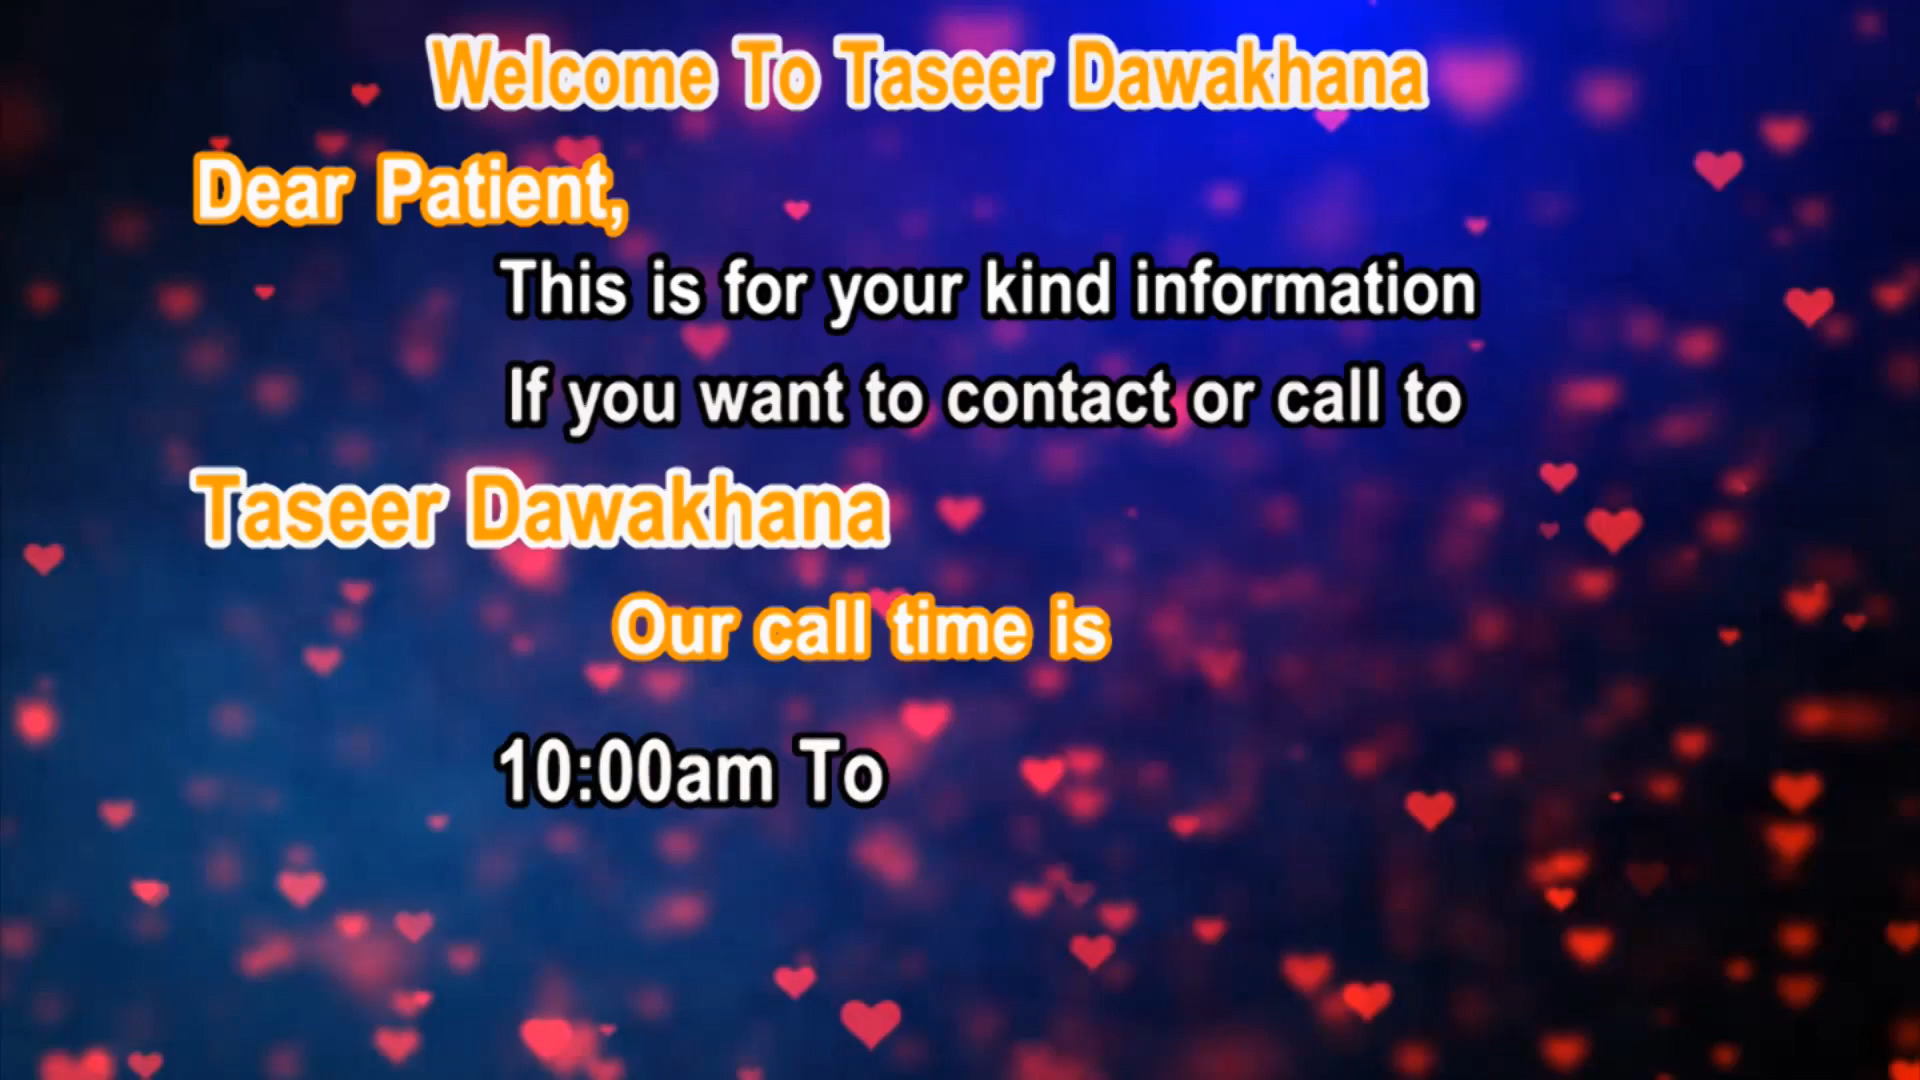 Welcome To Taseer Dawakhana
Dear Patient,
This is for your kind information
If you want to contact or call to
Taseer Dawakhana
Our call time is
10:00am To